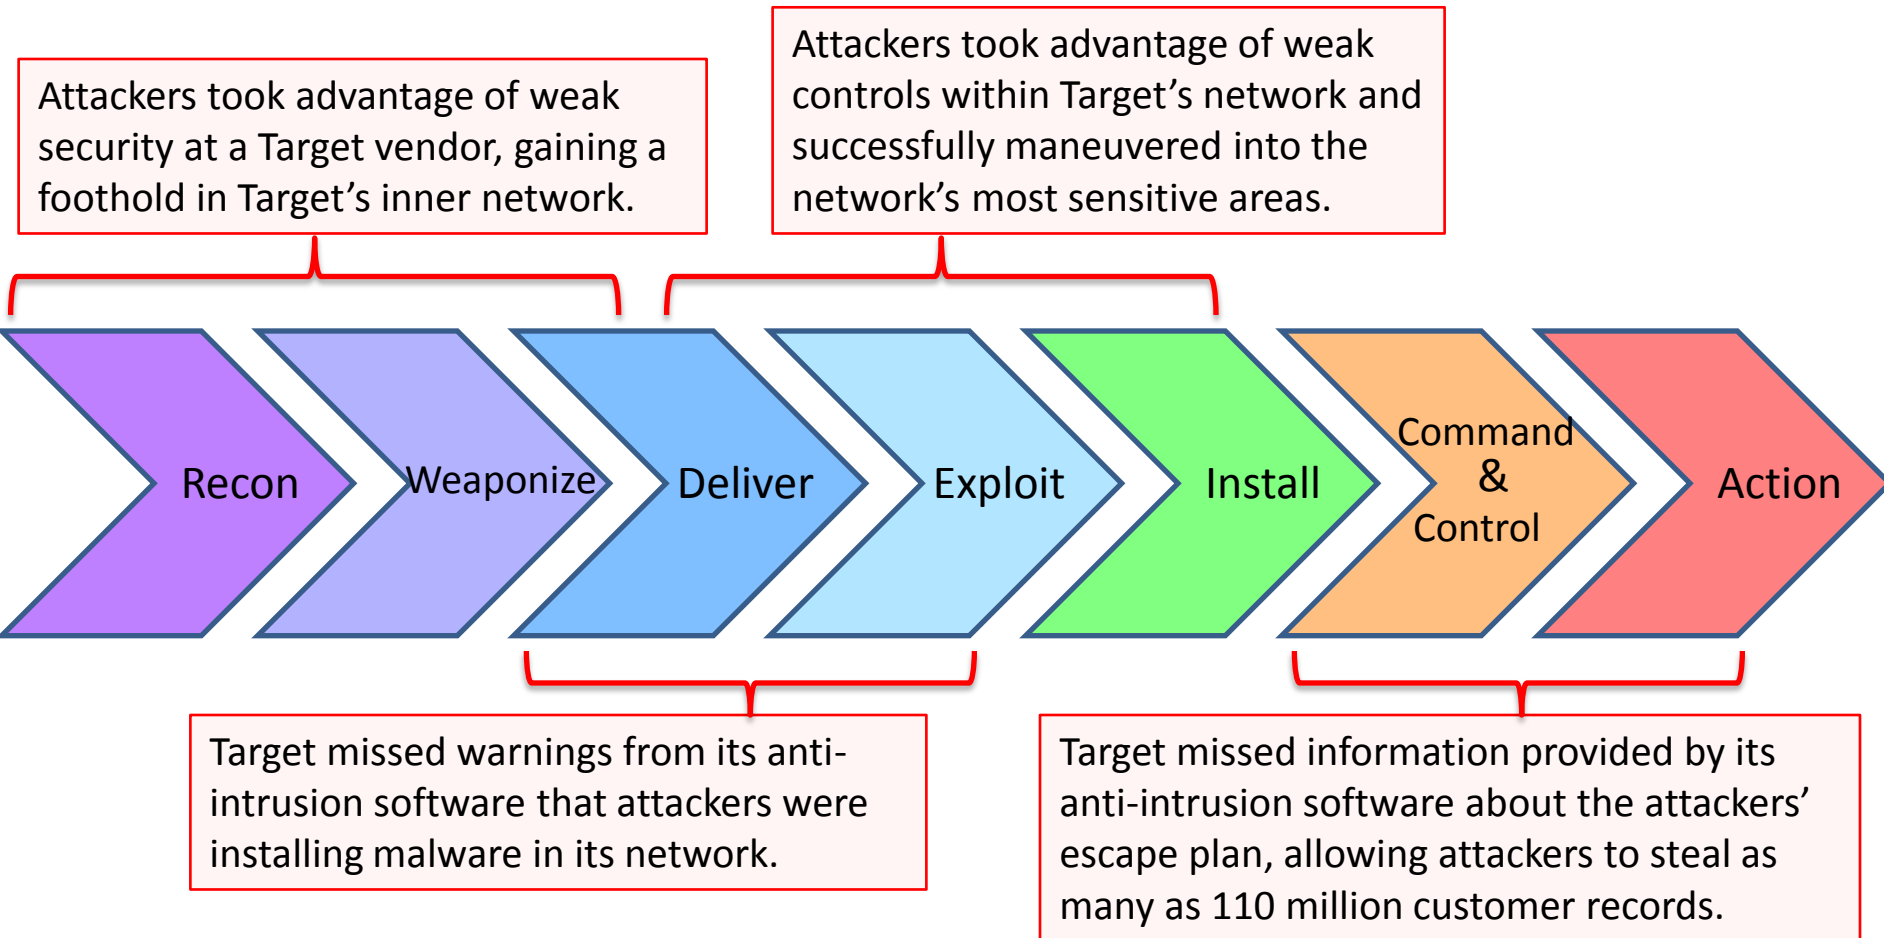 Attackers took advantage of weak
security at a Target vendor, gaining a
foothold in Target’s inner network.
Attackers took advantage of weak
controls within Target’s network and
successfully maneuvered into the
network’s most sensitive areas.
Recon
Weaponize
Deliver
Exploit
Install
Command
&
Control
Action
Target missed warnings from its anti-
intrusion software that attackers were
installing malware in its network.
Target missed information provided by its
anti-intrusion software about the attackers’
escape plan, allowing attackers to steal as
many as 110 million customer records.